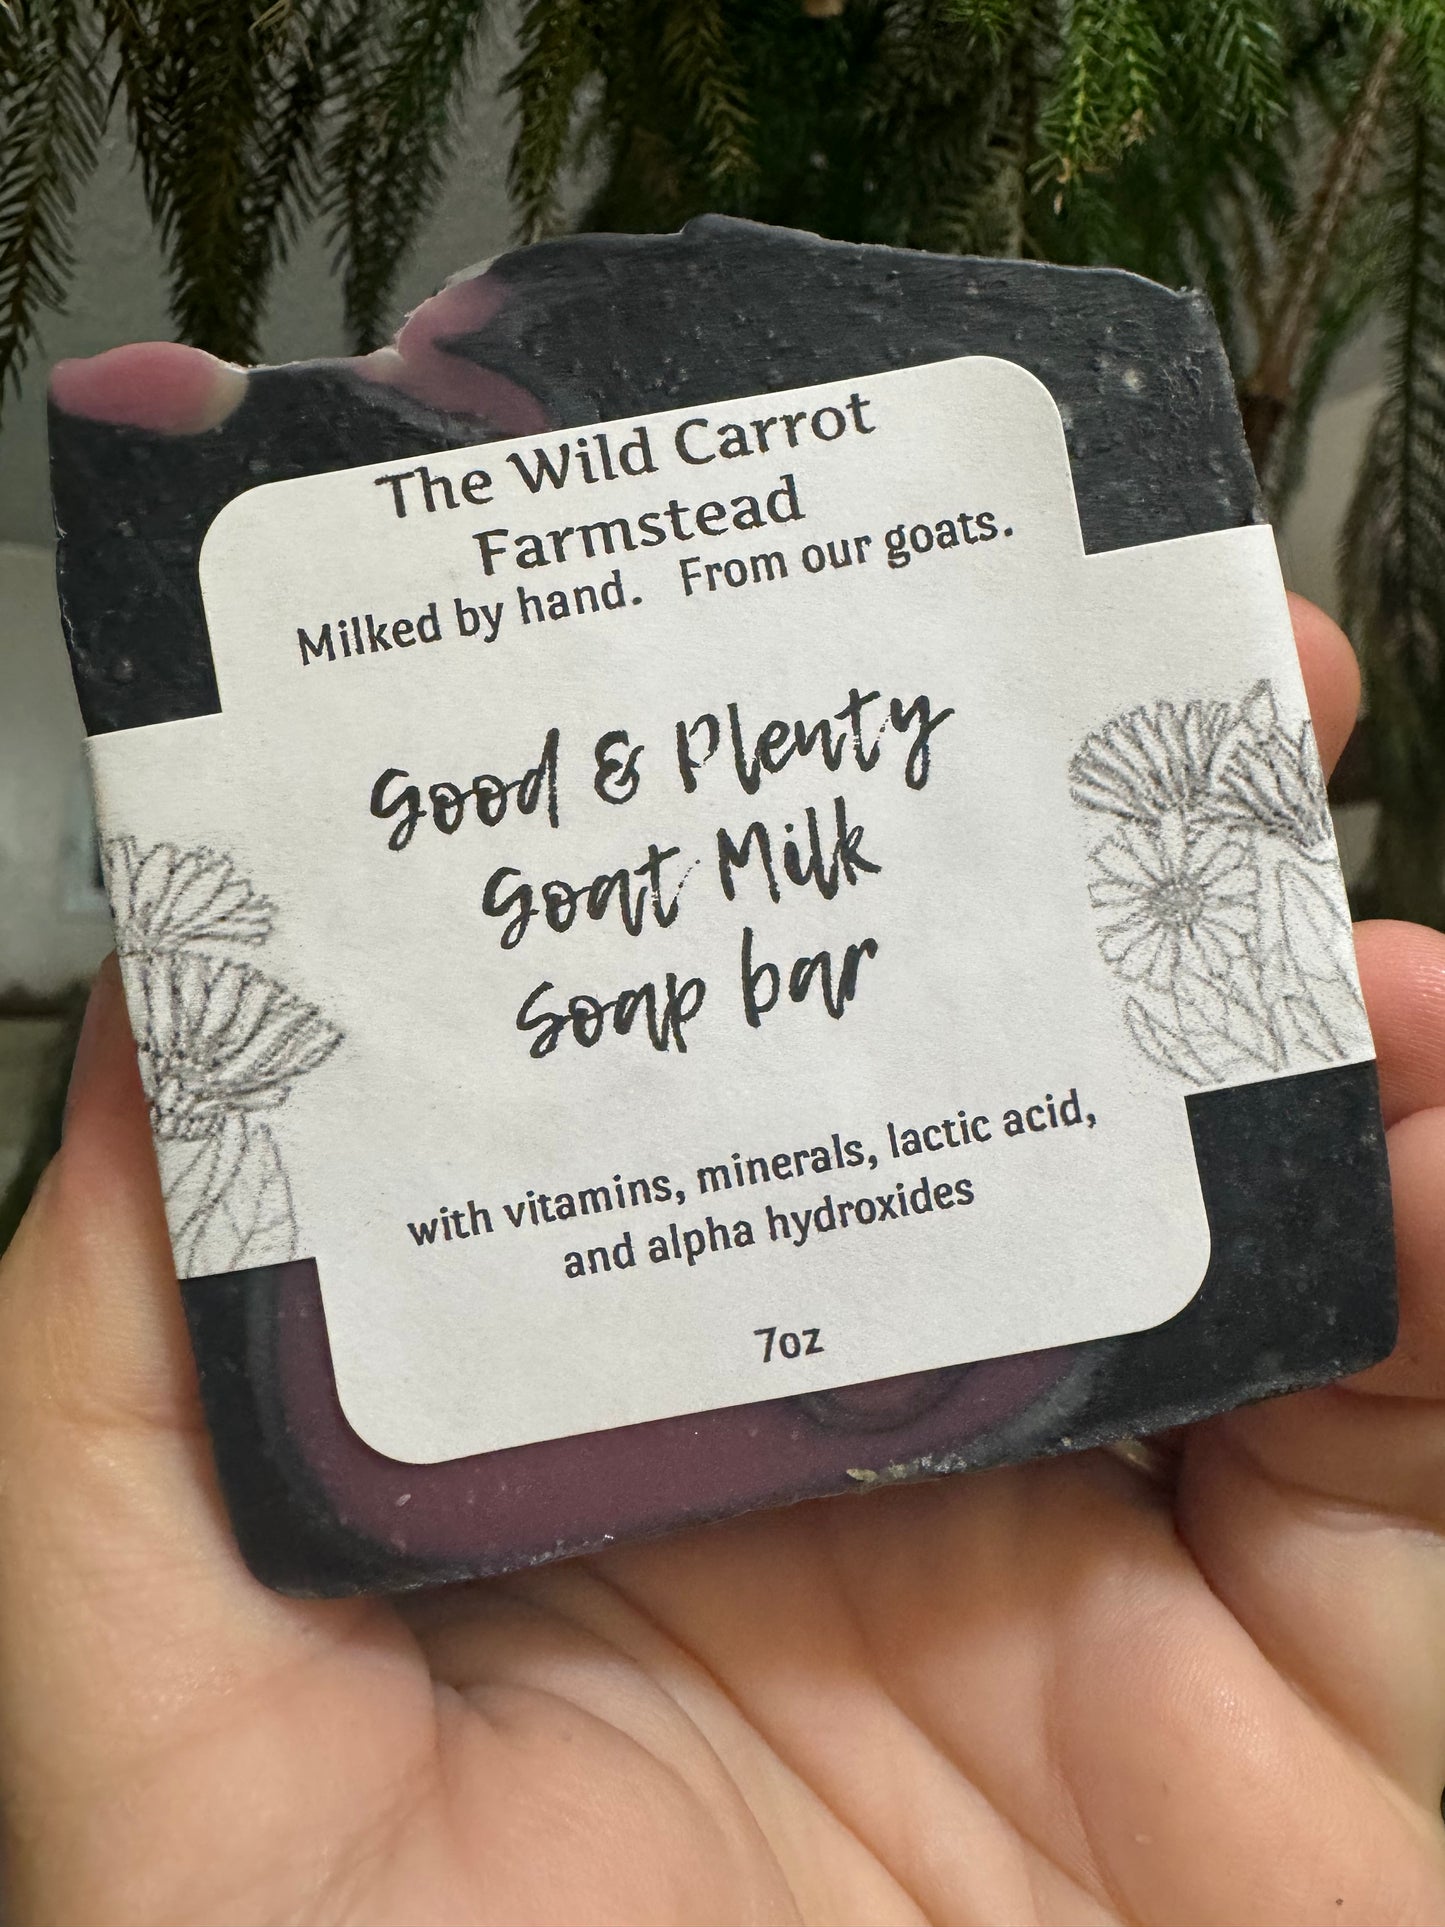 The Wild Carrot
Farmstead
Milked by hand. From our goats.
Good & Plenty
Goat Milk
Soap bar
with vitamins, minerals, lactic acid,
and alpha hydroxides
7oz